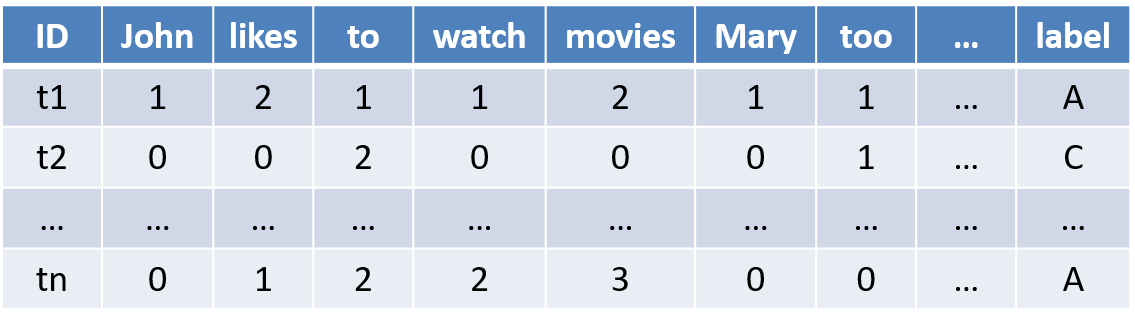 ID John likes to watch movies Mary too ... label
t1 1 2 1 1 2 1 1 ... A
t2 0 0 2 0 0 0 1 ... C
... ... ... ... ... ... ... ... ... ...
tn 0 1 2 2 3 0 0 ... A